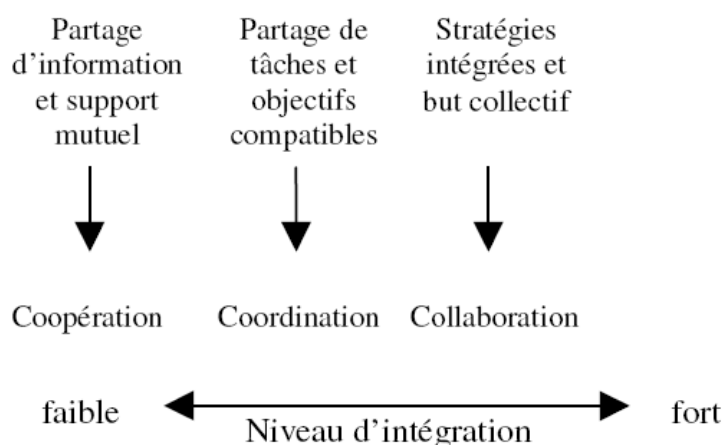 Partage
d'information
et support
mutuel
Partage de
tâches et
objectifs
compatibles
Stratégies
intégrées et
but collectif
Coopération
Coordination
Collaboration
faible
Niveau d'intégration
fort